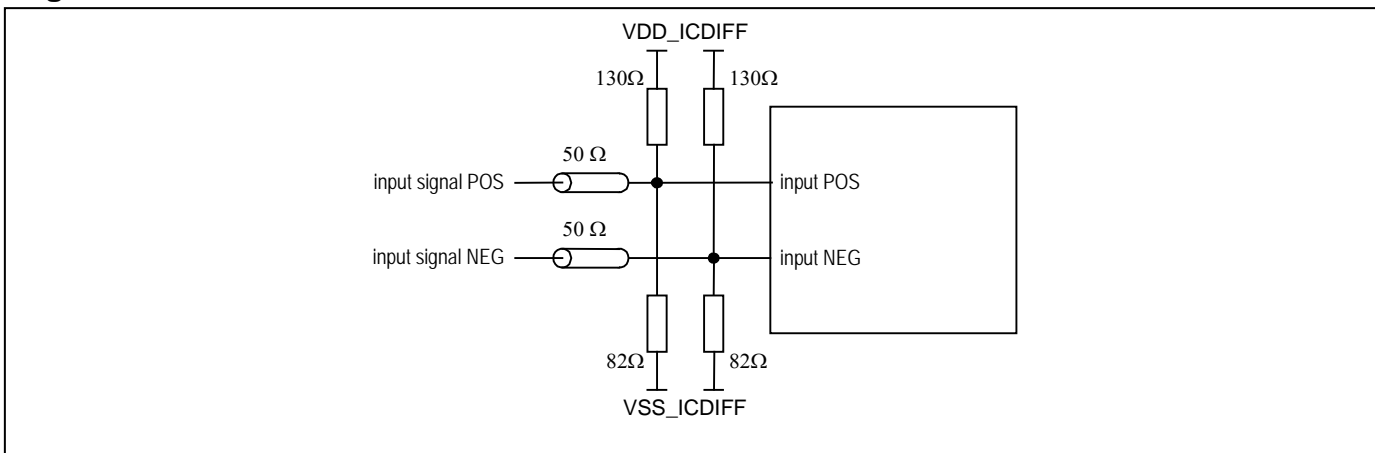 VDD_ICDIFF
130Ω 130Ω
50 Ω
input signal POS input POS
50 Ω
input signal NEG input NEG
82Ω 82Ω
VSS_ICDIFF